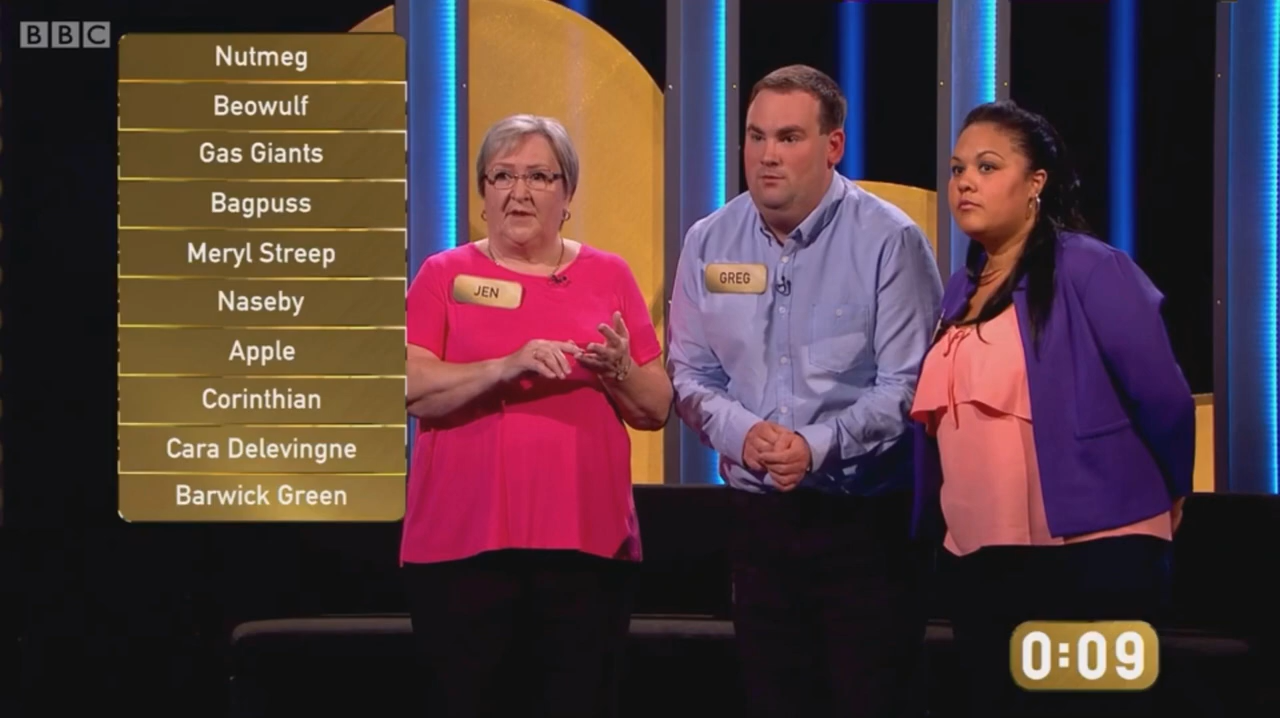 BBC
Nutmeg
Beowulf
Gas Giants
Bagpuss
Meryl Streep
Naseby
Apple
Corinthian
Cara Delevingne
Barwick Green
JEN
GREG
0:09